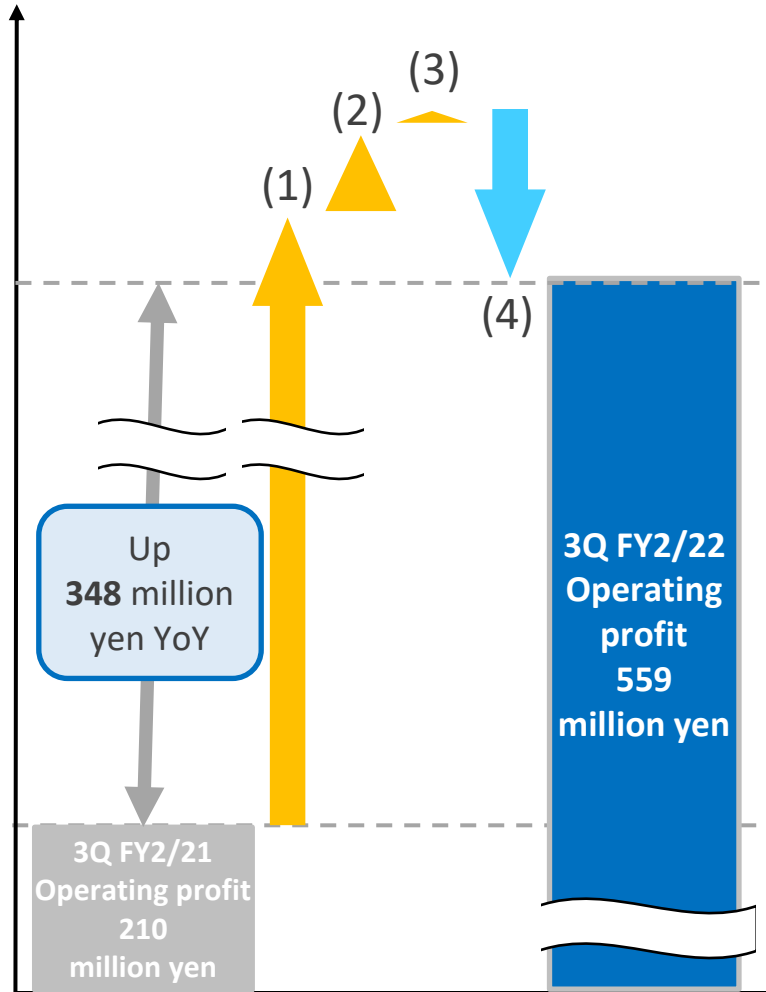 (3)
(2)
(1)
(4)
Up
348 million
yen YoY
3Q FY2/22
Operating
profit
559
million yen
3Q FY2/21
Operating profit
210
million yen